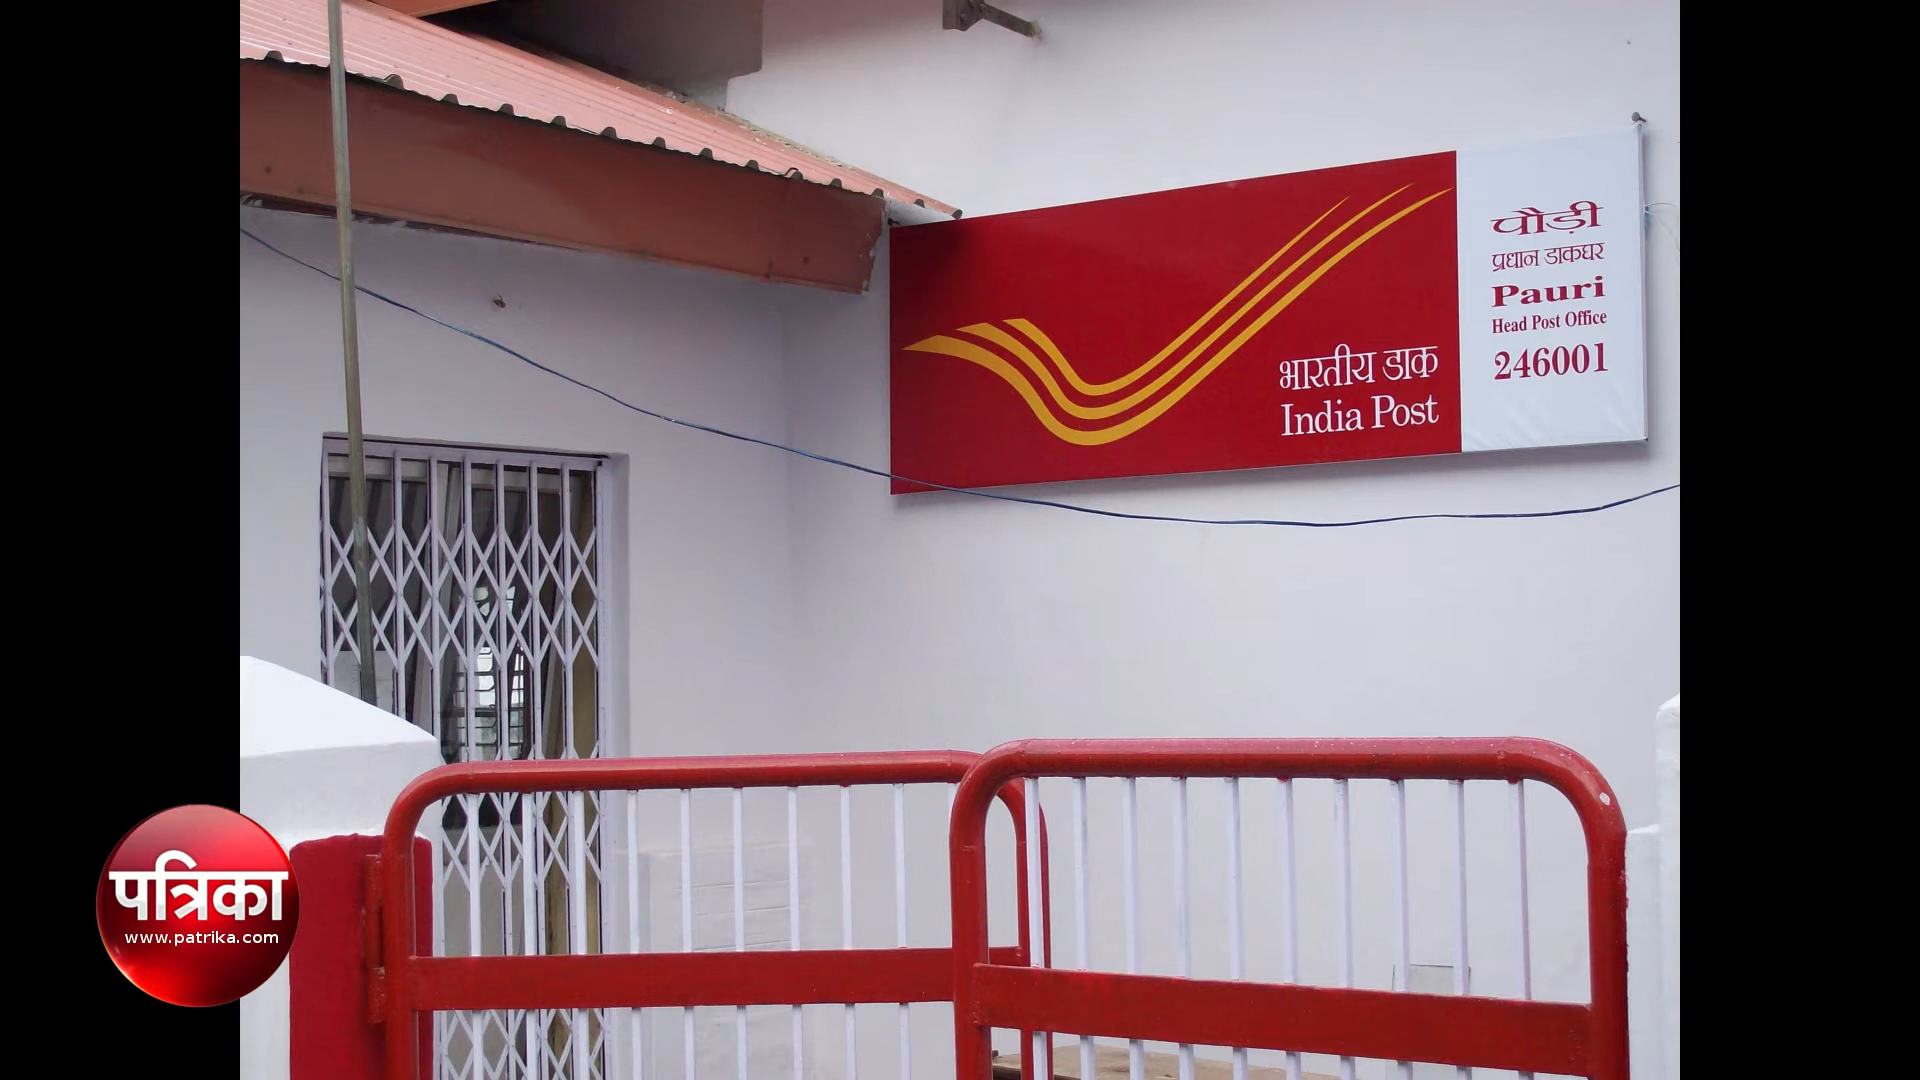 पौड़ी
प्रधान डाकघर
Pauri
Head Post Office
246001
भारतीय डाक
India Post
पत्रिका
www.patrika.com